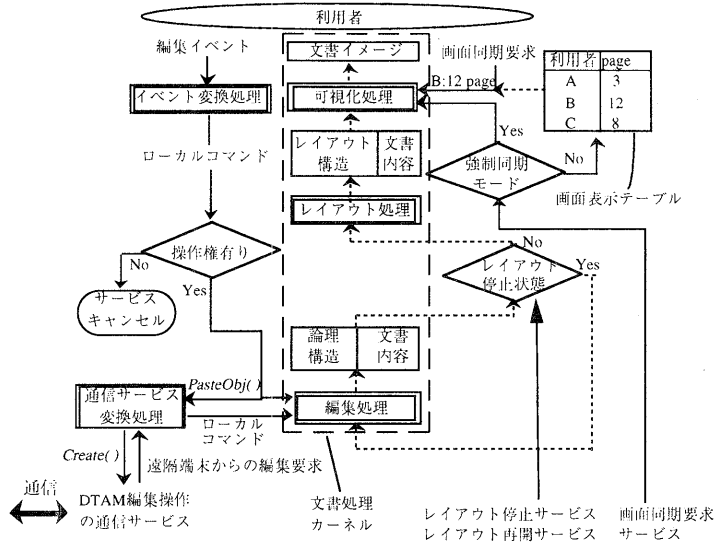 利用者
編集イベント
文書イメージ
画面同期要求
B:12 page
利用者 page
A 3
B 12
C 8
イベント変換処理
可視化処理
Yes
ローカルコマンド
レイアウト
構造
文書
内容
強制同期
モード
No
画面表示テーブル
レイアウト処理
操作権有り
No
Yes
No
レイアウト
停止状態
Yes
サービス
キャンセル
論理
構造
文書
内容
PasteObj( )
通信サービス
変換処理
編集処理
ローカル
コマンド
Create( )
遠隔端末からの編集要求
通信
DTAM編集操作
の通信サービス
文書処理
カーネル
レイアウト停止サービス
レイアウト再開サービス
画面同期要求
サービス